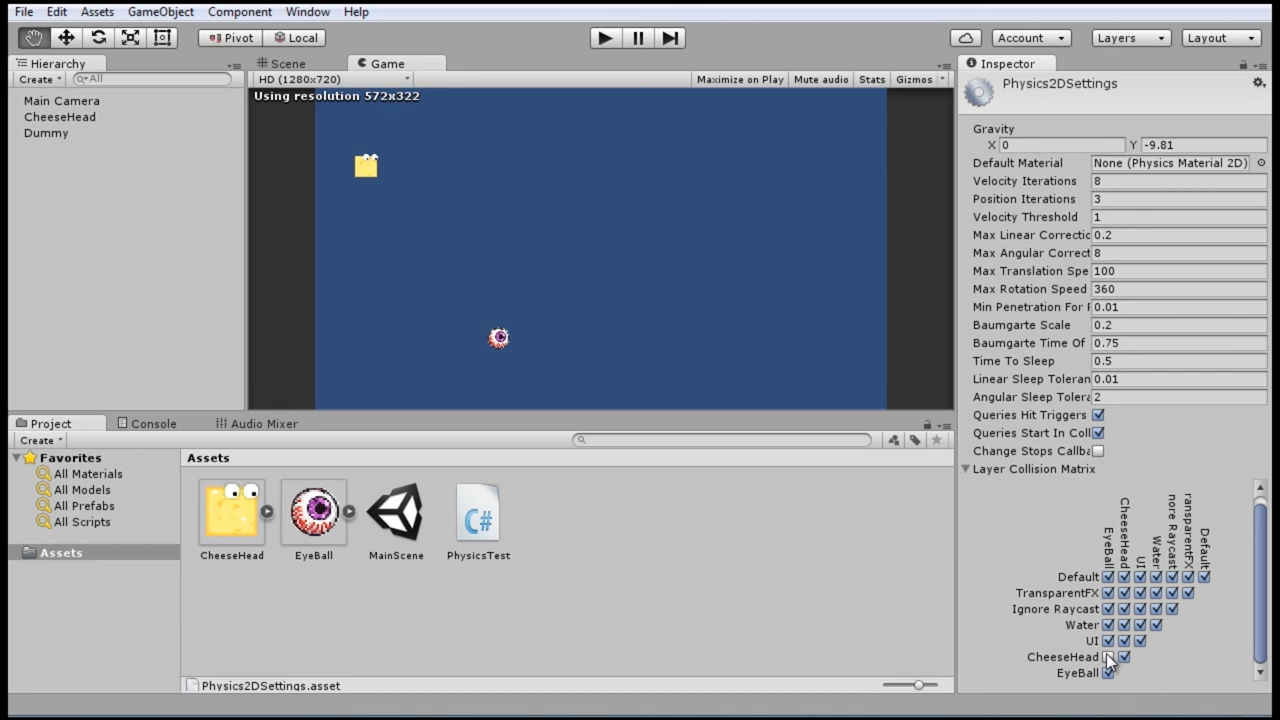 File Edit Assets GameObject Component Window Help
Pivot Local Account Layers Layout
Hierarchy Scene Game Inspector
Create All HD (1280x720) Maximize on Play Mute audio Stats Gizmos
Using resolution 572x322
Main Camera
CheeseHead
Dummy
Physics2DSettings
Gravity
X 0 Y -9.81
Default Material None (Physics Material 2D)
Velocity Iterations 8
Position Iterations 3
Velocity Threshold 1
Max Linear Correctic 0.2
Max Angular Correct 8
Max Translation Spe 100
Max Rotation Speed 360
Min Penetration For 0.01
Baumgarte Scale 0.2
Baumgarte Time Of 0.75
Time To Sleep 0.5
Linear Sleep Toleran 0.01
Angular Sleep Tolera 2
Queries Hit Triggers
Queries Start In Coll
Change Stops Callba
Layer Collision Matrix
EyeBall
CheeseHead
UI
Water
nore Raycast
ransparentFX
Default
Default
TransparentFX
Ignore Raycast
Water
UI
CheeseHead
EyeBall
Project Console Audio Mixer
Create
Favorites
All Materials
All Models
All Prefabs
All Scripts
Assets
Assets
C#
CheeseHead EyeBall MainScene PhysicsTest
Physics2DSettings.asset